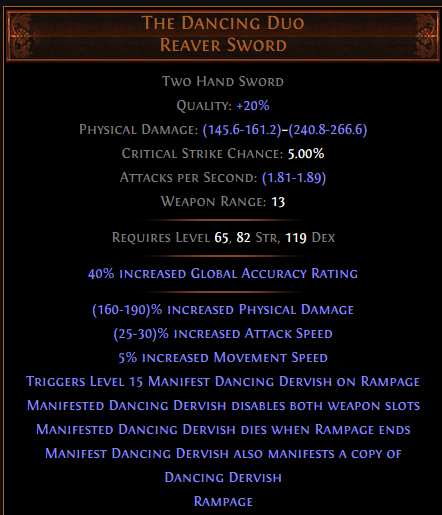 The Dancing Duo
Reaver Sword
Two Hand Sword
Quality: +20%
Physical Damage: (145.6-161.2)–(240.8-266.6)
Critical Strike Chance: 5.00%
Attacks per Second: (1.81-1.89)
Weapon Range: 13
Requires Level 65, 82 Str, 119 Dex
40% increased Global Accuracy Rating
(160-190)% increased Physical Damage
(25-30)% increased Attack Speed
5% increased Movement Speed
Triggers Level 15 Manifest Dancing Dervish on Rampage
Manifested Dancing Dervish disables both weapon slots
Manifested Dancing Dervish dies when Rampage ends
Manifest Dancing Dervish also manifests a copy of
Dancing Dervish
Rampage